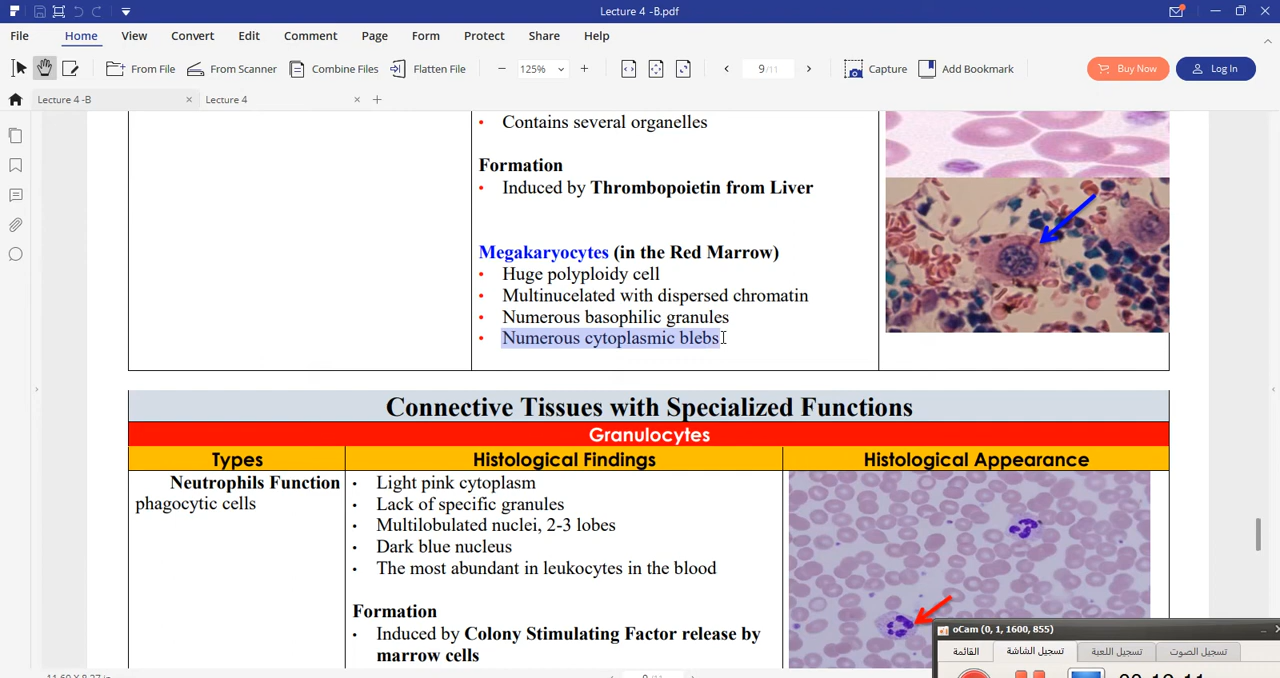 Lecture 4 -B.pdf
File Home View Convert Edit Comment Page Form Protect Share Help
From File From Scanner Combine Files Flatten File 125% 9/11 Capture Add Bookmark Buy Now Log In
Lecture 4 -B Lecture 4
• Contains several organelles
Formation
• Induced by Thrombopoietin from Liver
Megakaryocytes (in the Red Marrow)
• Huge polyploidy cell
• Multinucelated with dispersed chromatin
• Numerous basophilic granules
• Numerous cytoplasmic blebs
Connective Tissues with Specialized Functions
Granulocytes
Types Histological Findings Histological Appearance
Neutrophils Function
phagocytic cells
• Light pink cytoplasm
• Lack of specific granules
• Multilobulated nuclei, 2-3 lobes
• Dark blue nucleus
• The most abundant in leukocytes in the blood
Formation
• Induced by Colony Stimulating Factor release by
marrow cells
oCam (0, 1, 1600, 855)
القائمة تسجيل الشاشة تسجيل اللعبة تسجيل الصوت